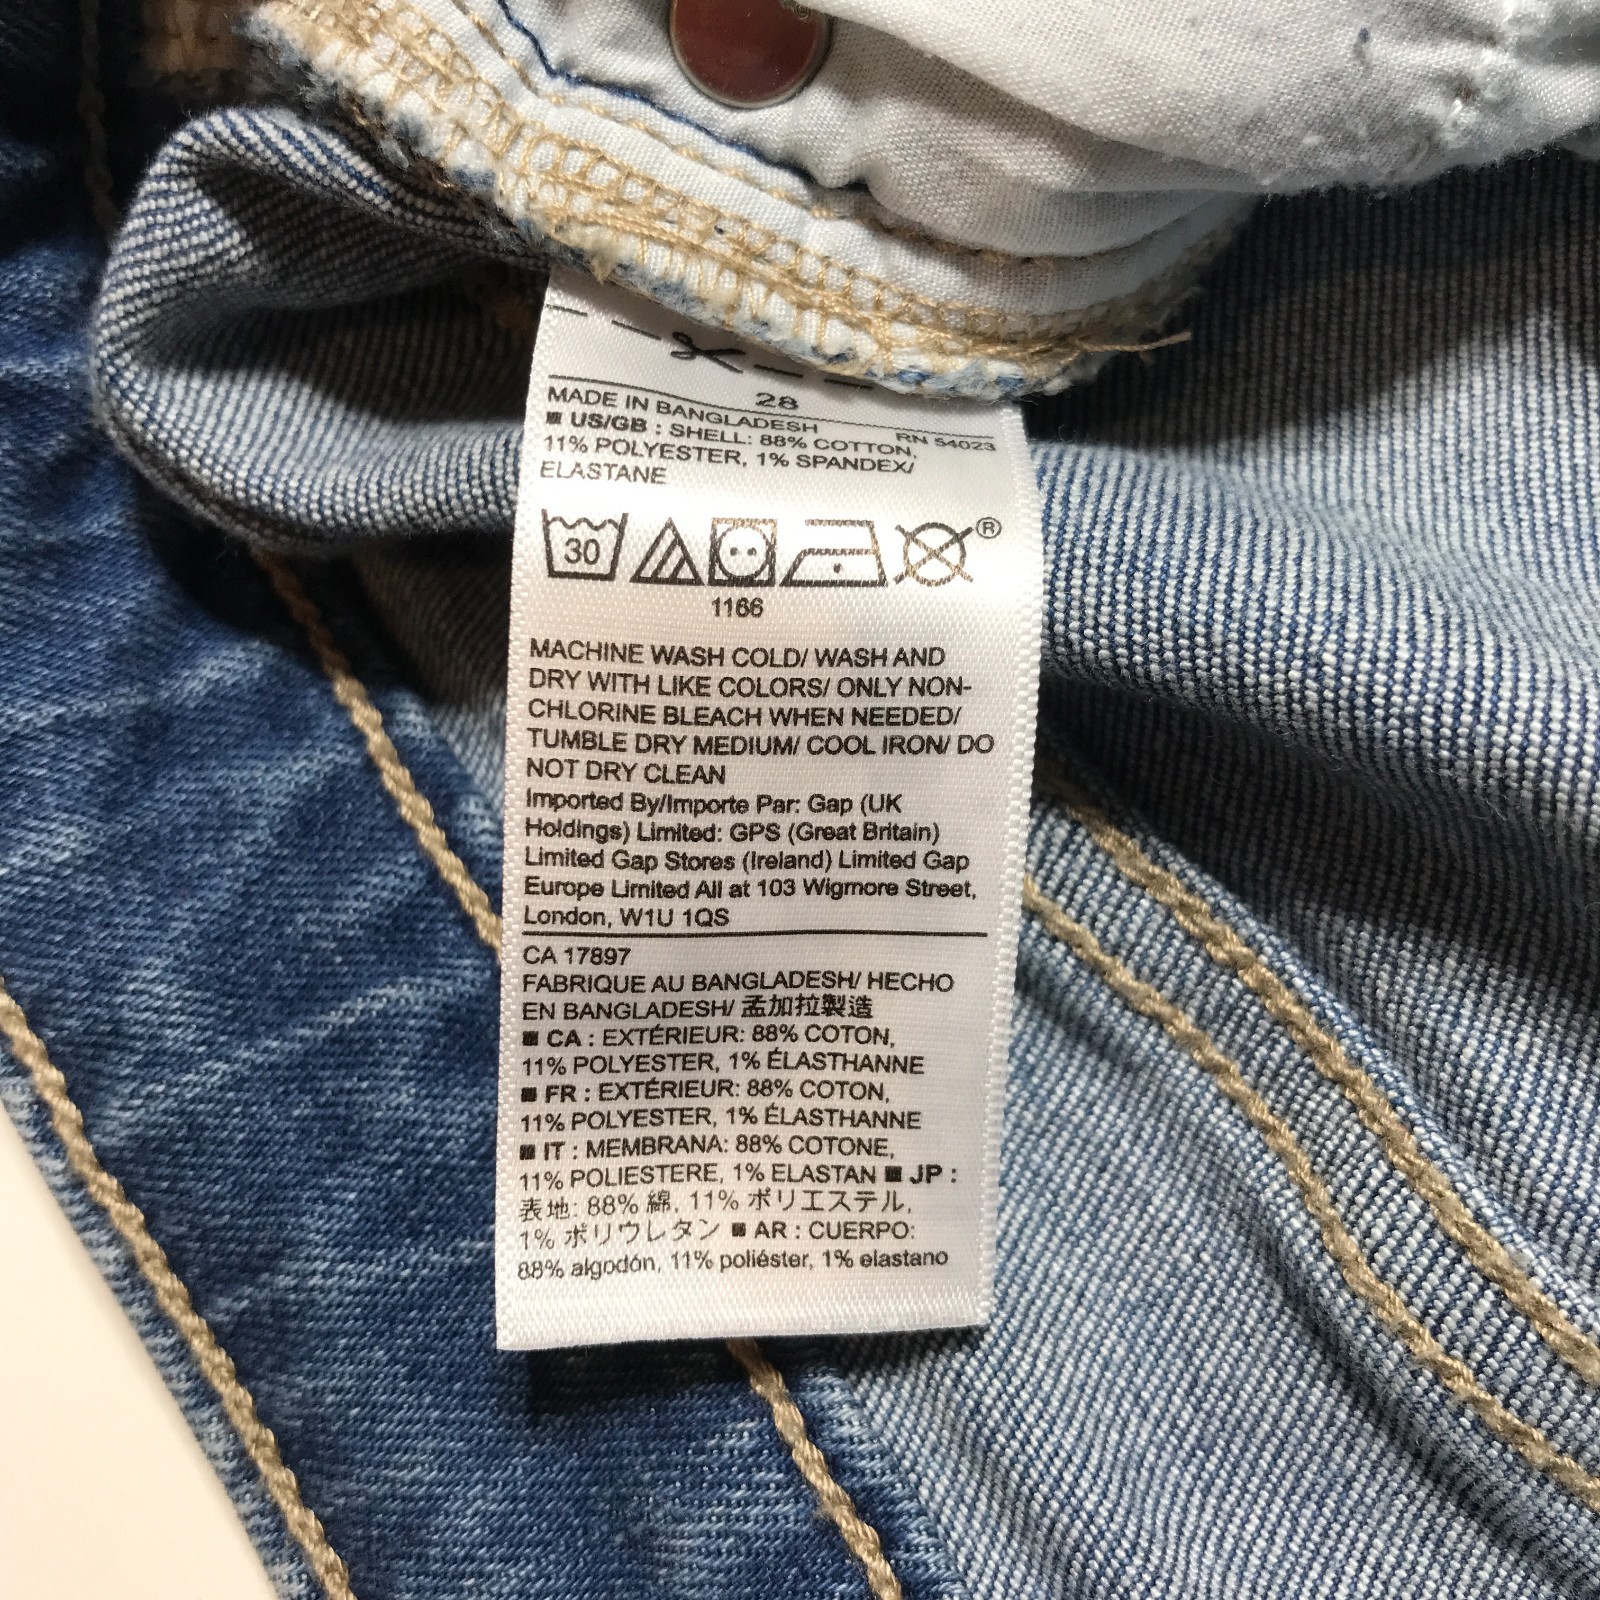 28
MADE IN BANGLADESH RN 54023
■ US/GB : SHELL: 88% COTTON,
11% POLYESTER, 1% SPANDEX/
ELASTANE
30
®
1166
MACHINE WASH COLD/ WASH AND
DRY WITH LIKE COLORS/ ONLY NON-
CHLORINE BLEACH WHEN NEEDED/
TUMBLE DRY MEDIUM/ COOL IRON/ DO
NOT DRY CLEAN
Imported By/Importe Par: Gap (UK
Holdings) Limited: GPS (Great Britain)
Limited Gap Stores (Ireland) Limited Gap
Europe Limited All at 103 Wigmore Street,
London, W1U 1QS
CA 17897
FABRIQUE AU BANGLADESH/ HECHO
EN BANGLADESH/ 孟加拉製造
■ CA : EXTÉRIEUR: 88% COTON,
11% POLYESTER, 1% ÉLASTHANNE
■ FR : EXTÉRIEUR: 88% COTON,
11% POLYESTER, 1% ÉLASTHANNE
■ IT : MEMBRANA: 88% COTONE,
11% POLIESTERE, 1% ELASTAN ■ JP :
表地: 88% 綿, 11% ポリエステル,
1% ポリウレタン ■ AR : CUERPO:
88% algodón, 11% poliéster, 1% elastano